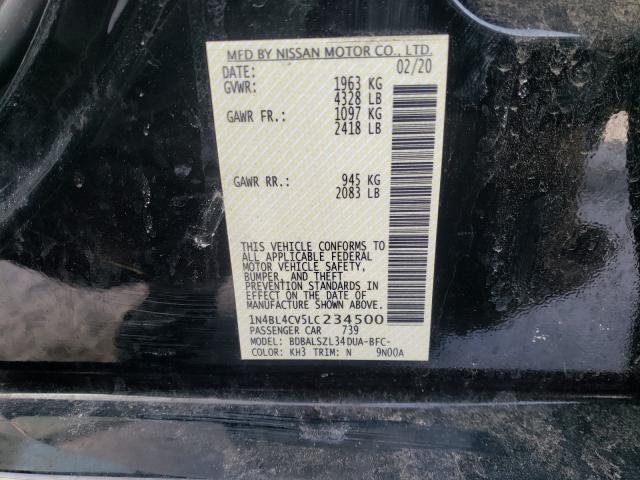 MFD BY NISSAN MOTOR CO., LTD.
DATE: 02/20
GVWR: 1963 KG
4328 LB
GAWR FR.: 1097 KG
2418 LB
GAWR RR.: 945 KG
2083 LB
THIS VEHICLE CONFORMS TO
ALL APPLICABLE FEDERAL
MOTOR VEHICLE SAFETY,
BUMPER, AND THEFT
PREVENTION STANDARDS IN
EFFECT ON THE DATE OF
MANUFACTURE SHOWN ABOVE.
1N4BL4CV5LC234500
PASSENGER CAR 739
MODEL: BDBALSZL34DUA-BFC-
COLOR: KH3 TRIM: N 9N00A